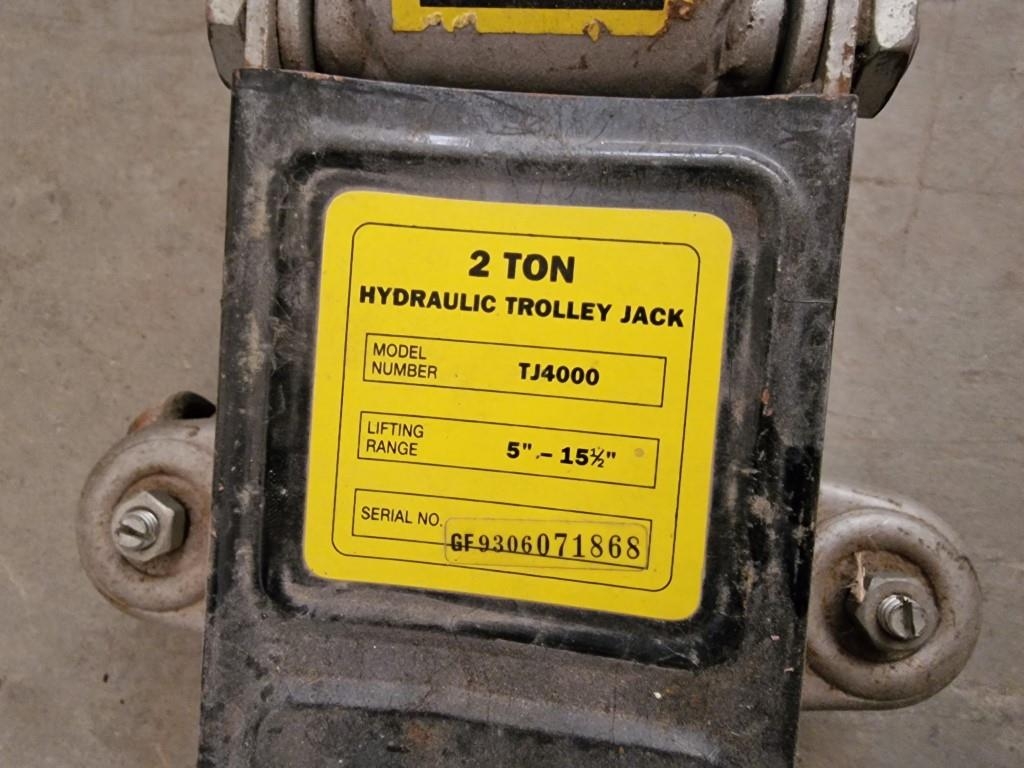 2 TON
HYDRAULIC TROLLEY JACK
MODEL
NUMBER TJ4000
LIFTING
RANGE 5" - 15½"
SERIAL NO. GF9306071868